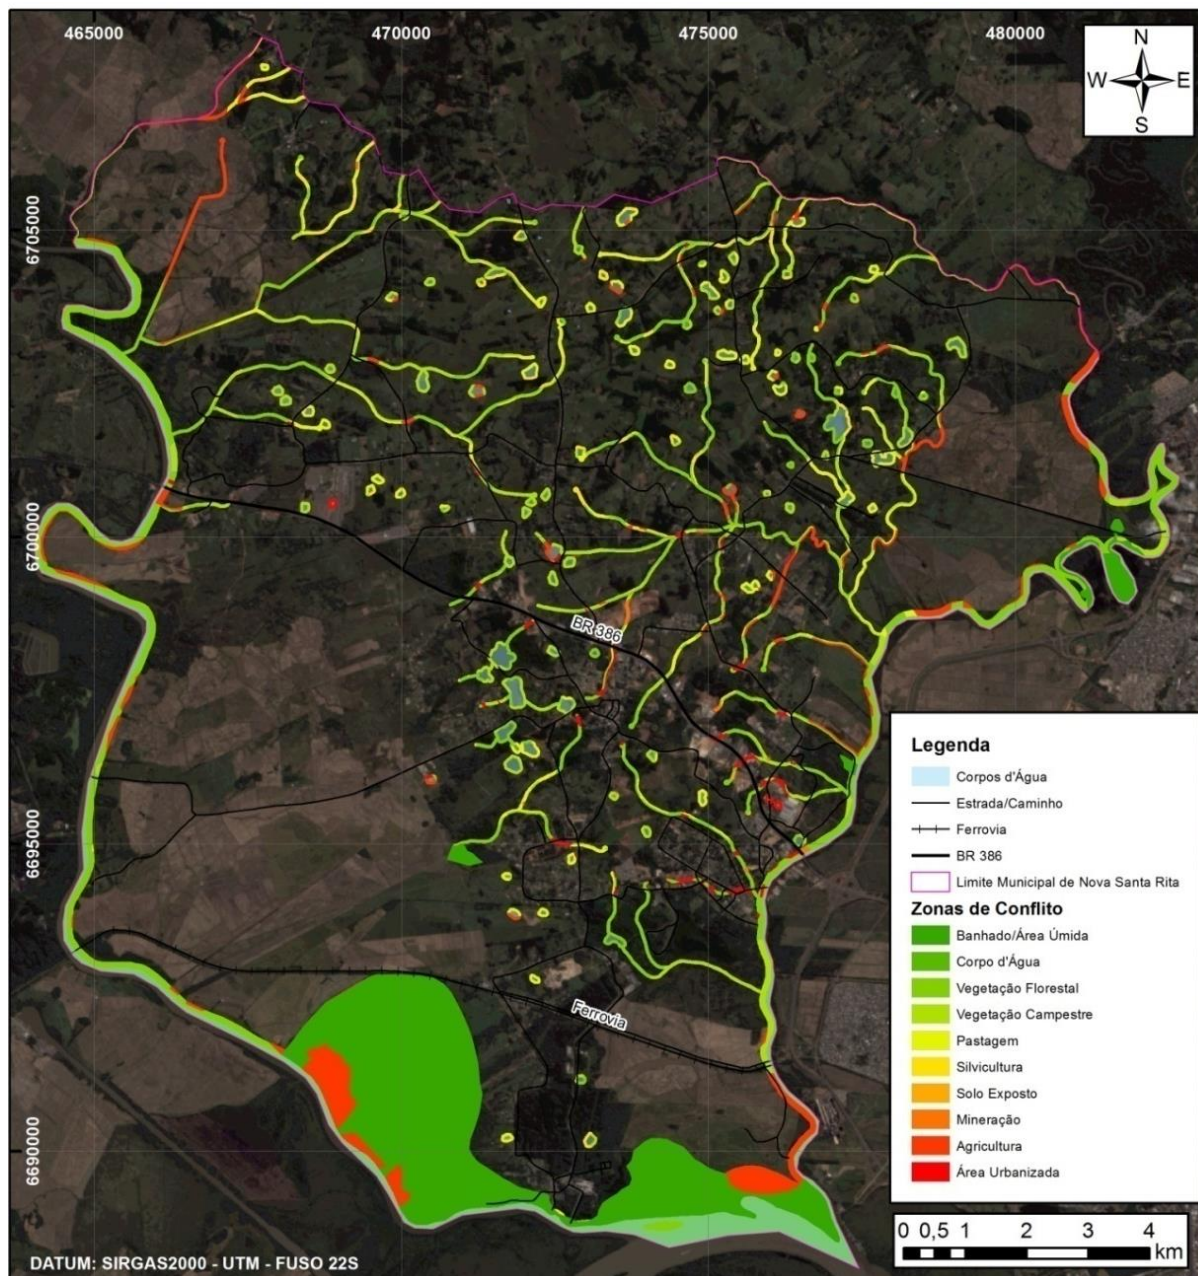 465000 470000 475000 480000
N
W E
S
6705000
6700000
BR 386
Legenda
Corpos d'Água
Estrada/Caminho
Ferrovia
BR 386
Limite Municipal de Nova Santa Rita
Zonas de Conflito
Banhado/Área Úmida
Corpo d'Água
Vegetação Florestal
Vegetação Campestre
Pastagem
Silvicultura
Solo Exposto
Mineração
Agricultura
Área Urbanizada
6695000
Ferrovia
6690000
0 0,5 1 2 3 4
km
DATUM: SIRGAS2000 - UTM - FUSO 22S